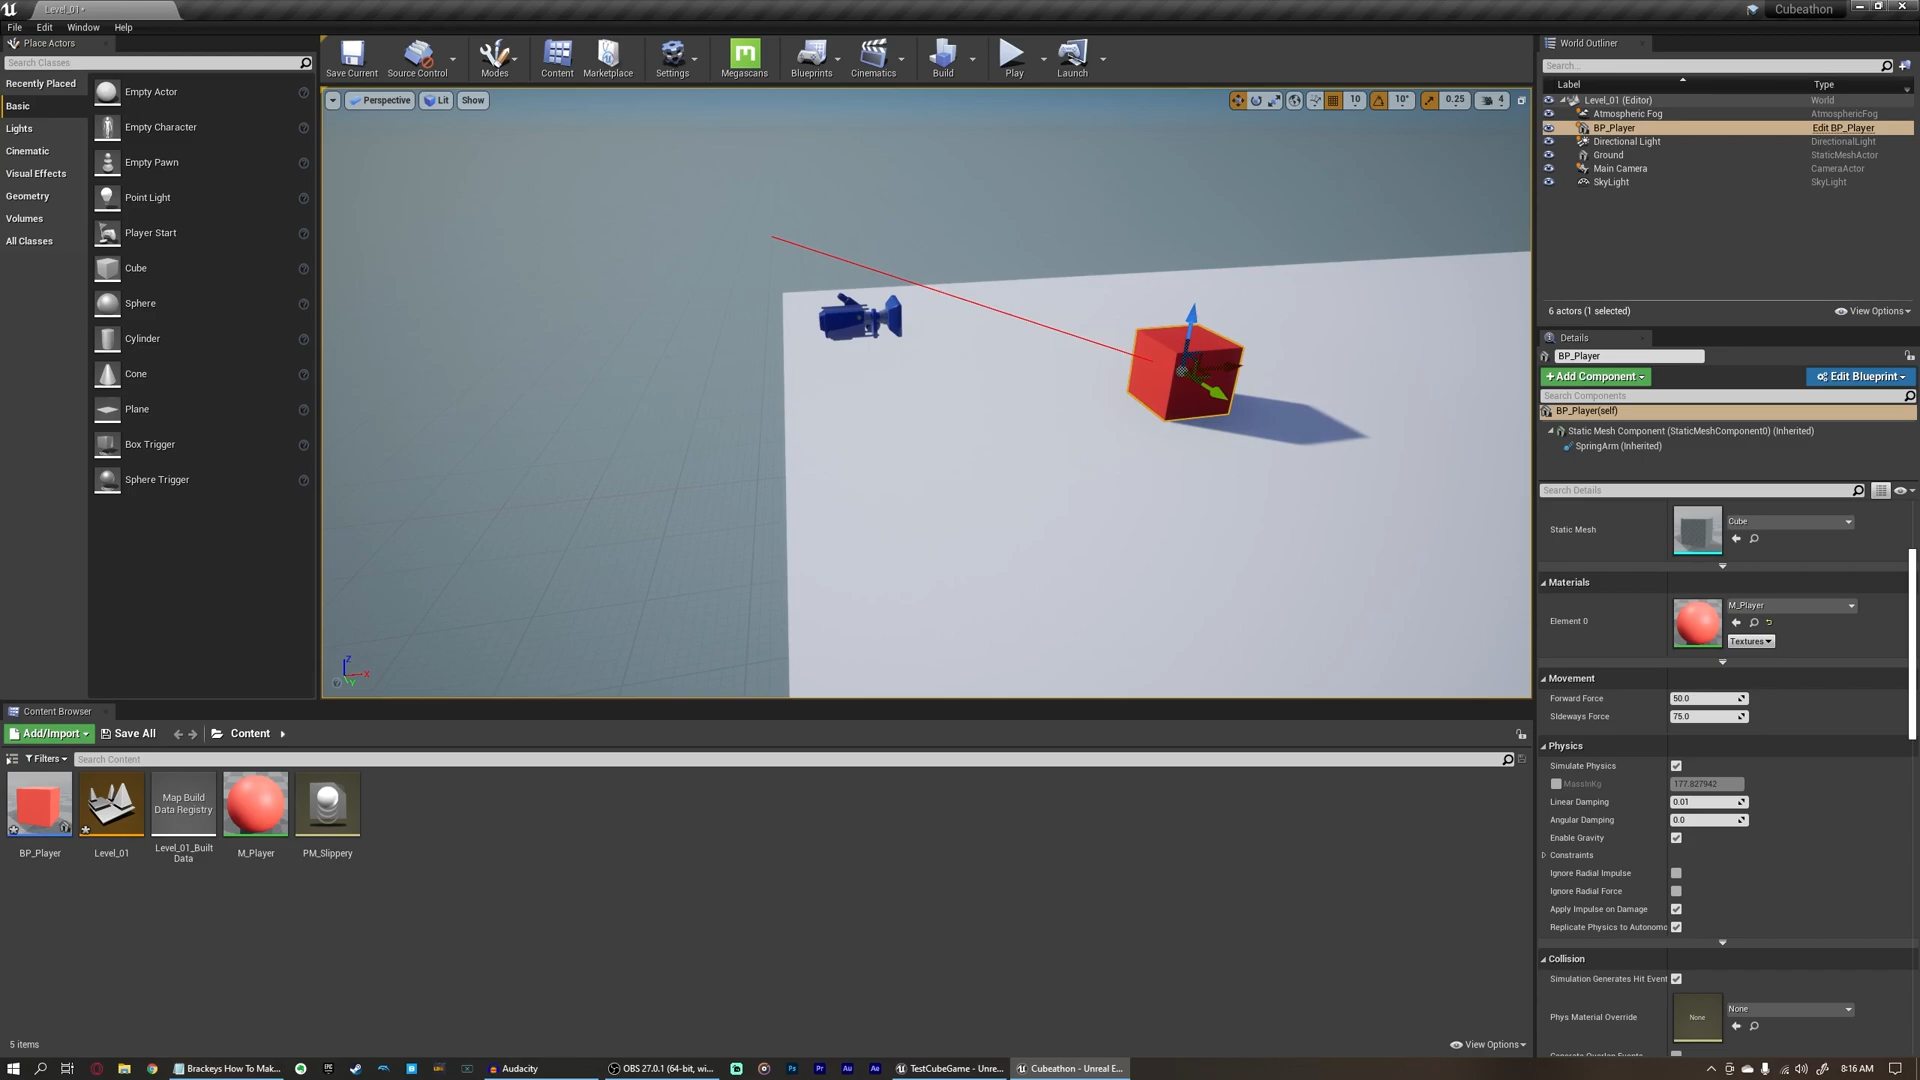 Level_01*
Cubeathon
File Edit Window Help
Place Actors
Search Classes
Recently Placed
Basic
Lights
Cinematic
Visual Effects
Geometry
Volumes
All Classes
Empty Actor
Empty Character
Empty Pawn
Point Light
Player Start
Cube
Sphere
Cylinder
Cone
Plane
Box Trigger
Sphere Trigger
Save Current Source Control Modes Content Marketplace Settings Megascans Blueprints Cinematics Build Play Launch
Perspective Lit Show
10 10° 0.25 4
Z
X
Y
World Outliner
Search...
Label Type
Level_01 (Editor) World
Atmospheric Fog AtmosphericFog
BP_Player Edit BP_Player
Directional Light DirectionalLight
Ground StaticMeshActor
Main Camera CameraActor
SkyLight SkyLight
6 actors (1 selected) View Options
Details
BP_Player
+Add Component Edit Blueprint
Search Components
BP_Player(self)
Static Mesh Component (StaticMeshComponent0) (Inherited)
SpringArm (Inherited)
Search Details
Static Mesh Cube
Materials
Element 0 M_Player
Textures
Movement
Forward Force 50.0
SIdeways Force 75.0
Physics
Simulate Physics
MassInKg 177.827942
Linear Damping 0.01
Angular Damping 0.0
Enable Gravity
Constraints
Ignore Radial Impulse
Ignore Radial Force
Apply Impulse on Damage
Replicate Physics to Autonomo
Collision
Simulation Generates Hit Event
Phys Material Override None None
Content Browser
Add/Import Save All Content
Filters Search Content
BP_Player
Level_01
Map Build Data Registry
Level_01_Built Data
M_Player
PM_Slippery
5 items View Options
Brackeys How To Mak... Audacity OBS 27.0.1 (64-bit, wi... Ps Pr Au Ae TestCubeGame - Unre... Cubeathon - Unreal E... 8:16 AM